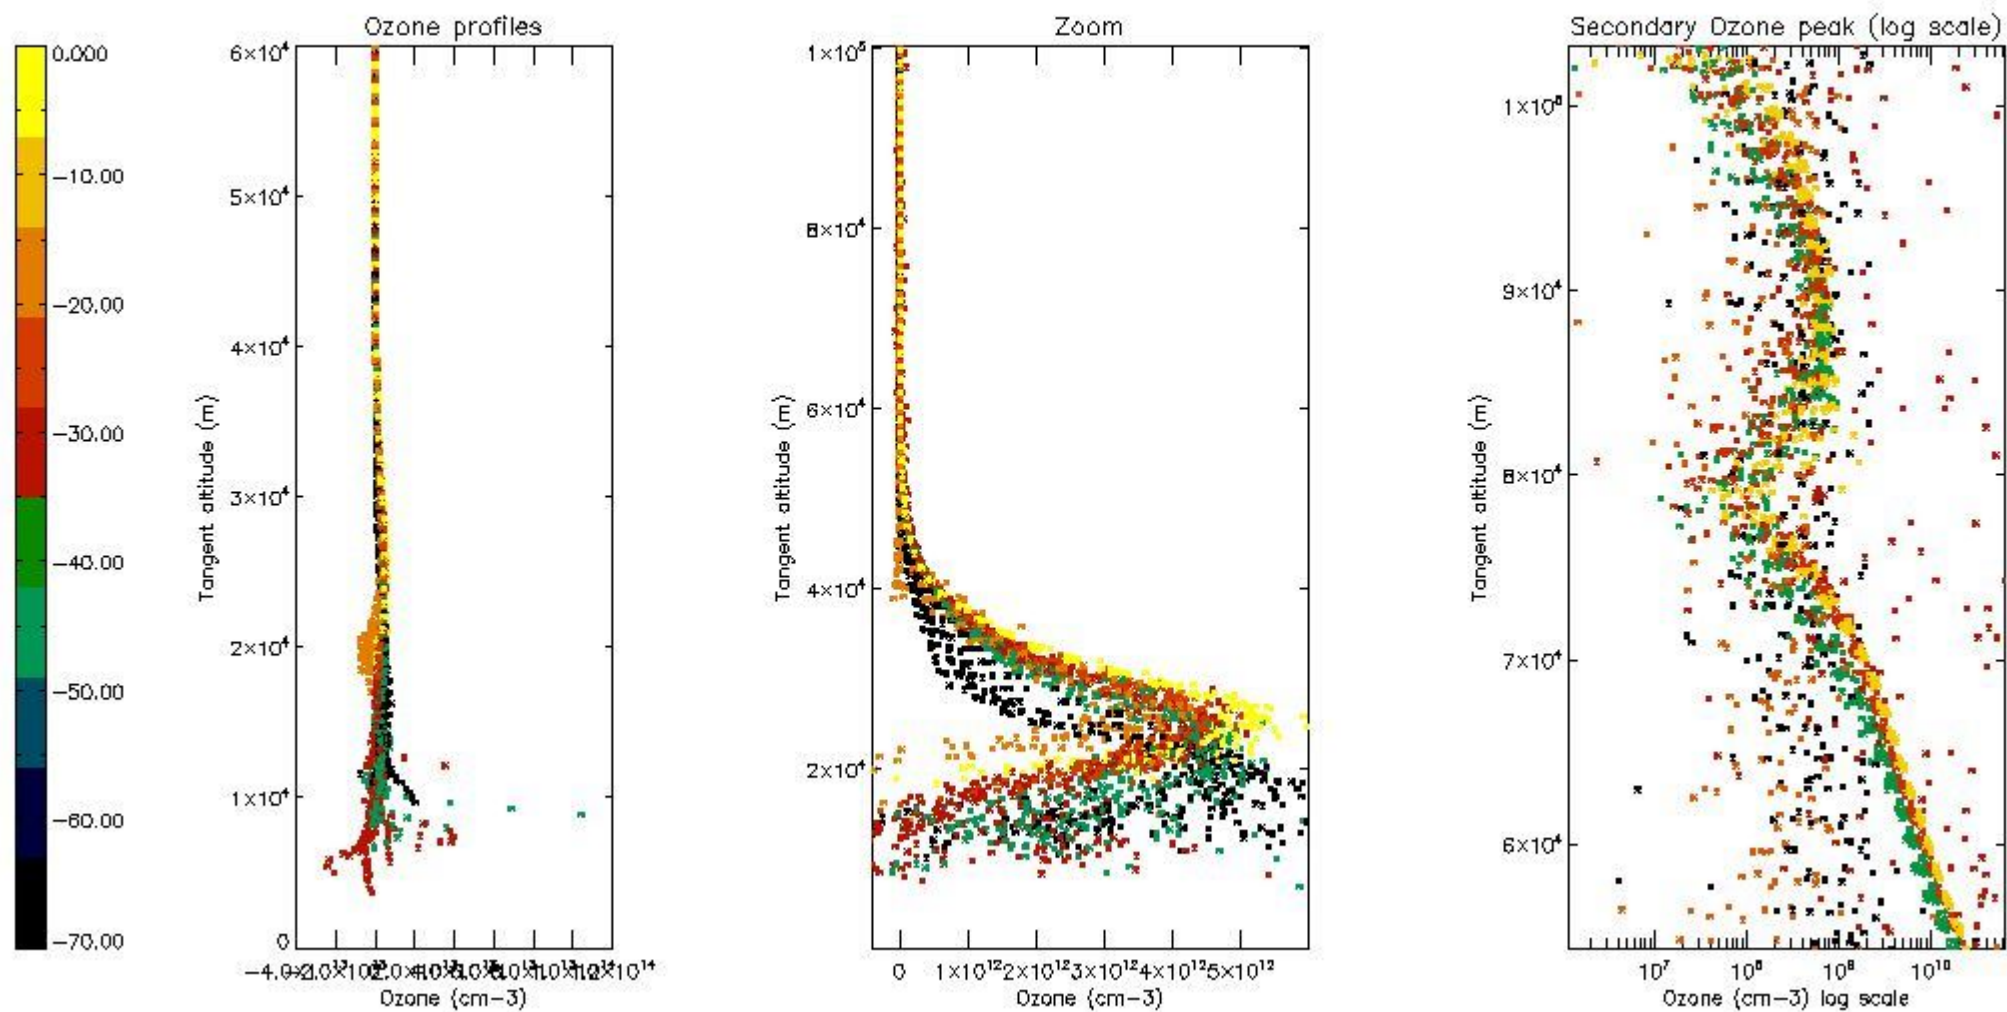 Ozone profiles
Zoom
Secondary Ozone peak (log scale)
0.000
−10.00
−20.00
−30.00
−40.00
−50.00
−60.00
−70.00
6×10⁴
5×10⁴
4×10⁴
3×10⁴
2×10⁴
1×10⁴
0
Tangent altitude (m)
Ozone (cm−3)
1×10⁵
8×10⁴
6×10⁴
4×10⁴
2×10⁴
Tangent altitude (m)
0 1×10¹² 2×10¹² 3×10¹² 4×10¹² 5×10¹²
Ozone (cm−3)
9×10⁴
8×10⁴
7×10⁴
6×10⁴
Tangent altitude (m)
10⁷ 10⁸ 10⁹ 10¹⁰
Ozone (cm−3) log scale